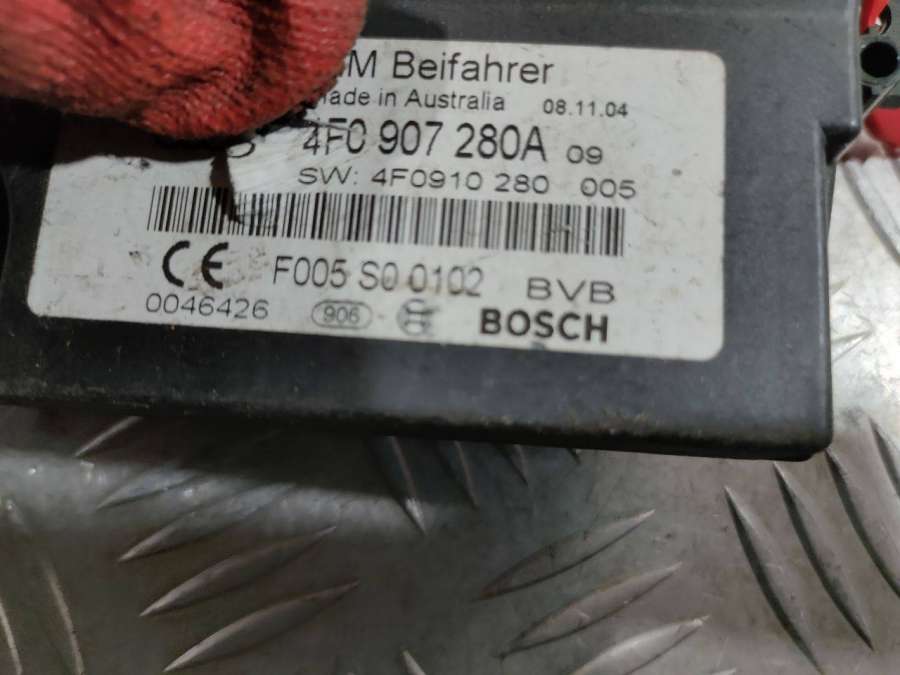 M Beifahrer
made in Australia 08.11.04
4F0 907 280A 09
SW: 4F0910 280 005
CE F005 S0 0102 BVB
0046426 906 BOSCH